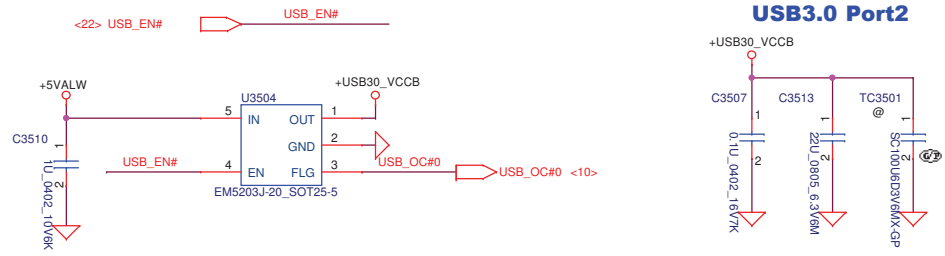 <22> USB_EN#
USB_EN#
USB3.0 Port2
+5VALW
C3510
1
2
1U_0402_10V6K
USB_EN#
U3504
5
IN
OUT
1
GND
2
4
EN
FLG
3
EM5203J-20_SOT25-5
+USB30_VCCB
USB_OC#0
USB_OC#0 <10>
+USB30_VCCB
C3507
1
2
0.1U_0402_16V7K
C3513
1
2
22U_0805_6.3V6M
TC3501
@
1
2
SC100U6D3V6MX-GP